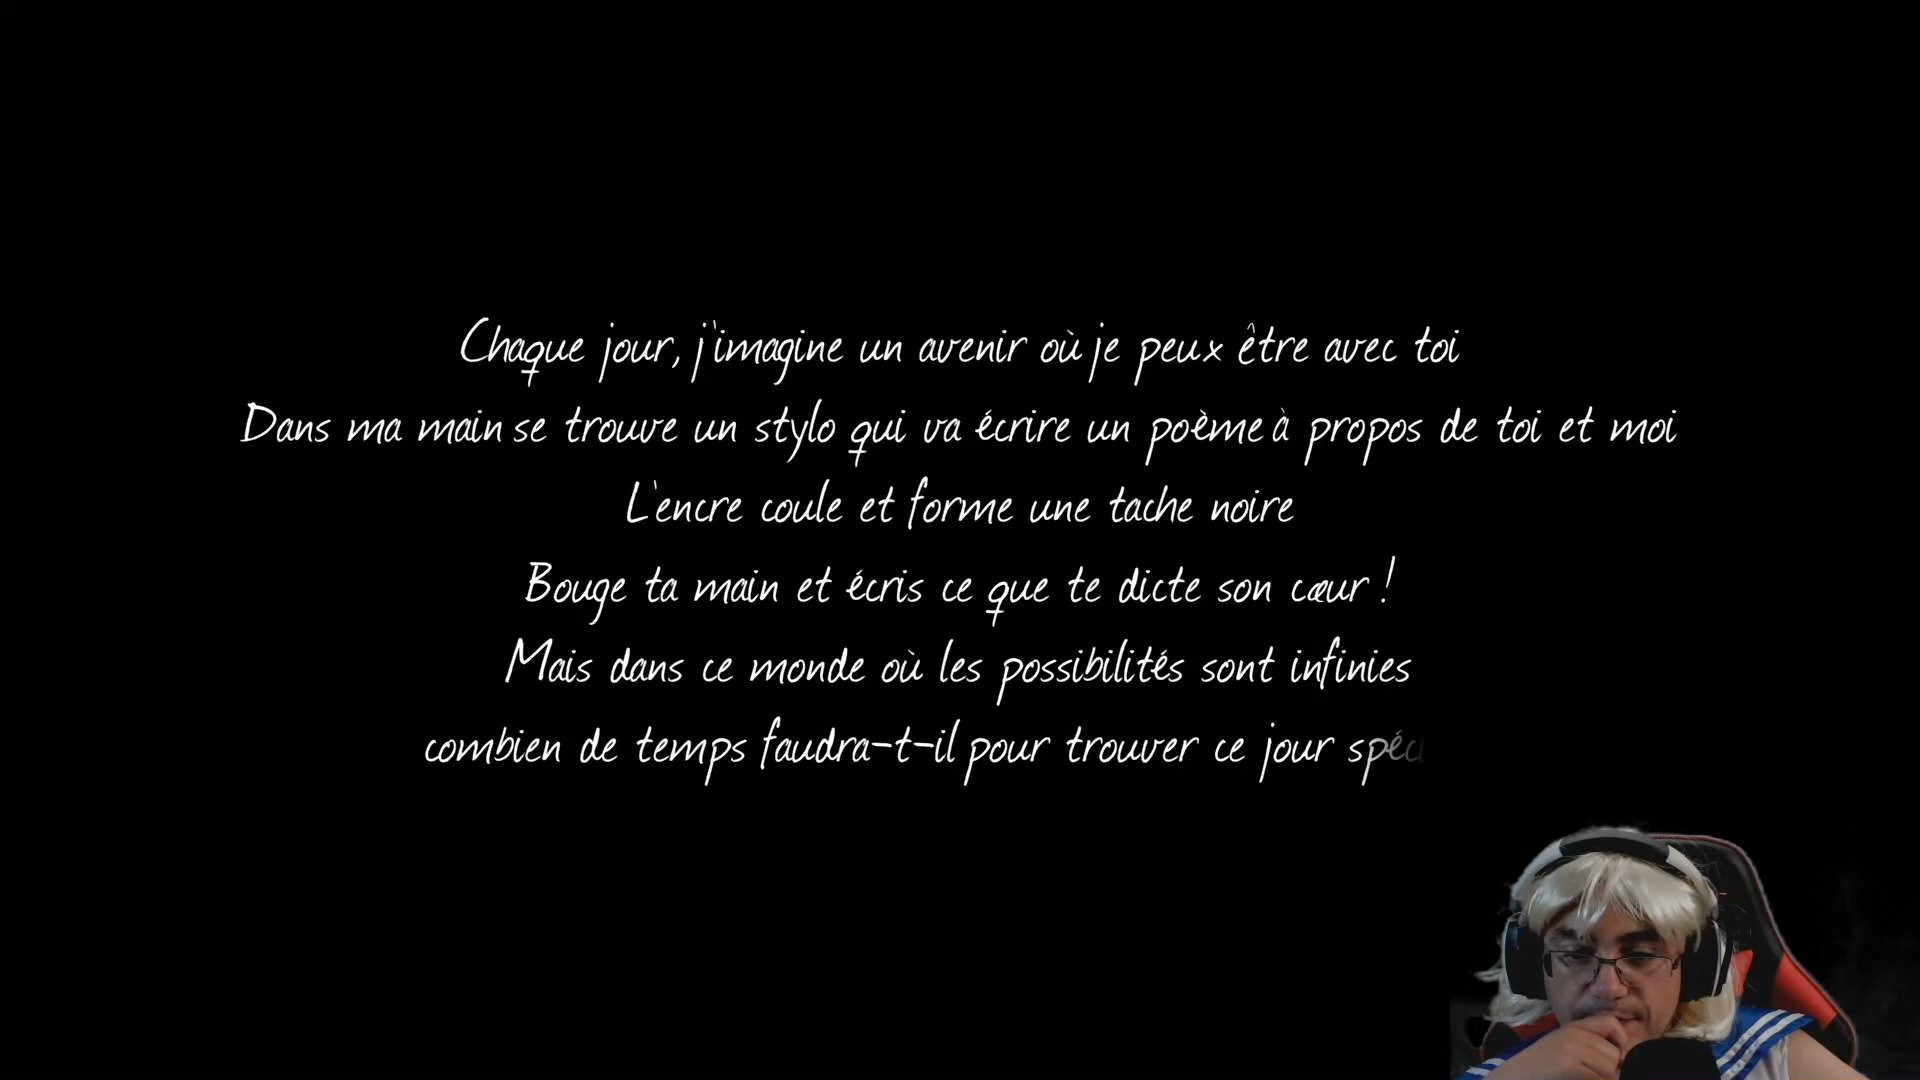 Chaque jour, j'imagine un avenir où je peux être avec toi
Dans ma main se trouve un stylo qui va écrire un poème à propos de toi et moi
L'encre coule et forme une tache noire
Bouge ta main et écris ce que te dicte son cœur !
Mais dans ce monde où les possibilités sont infinies
combien de temps faudra-t-il pour trouver ce jour spéci